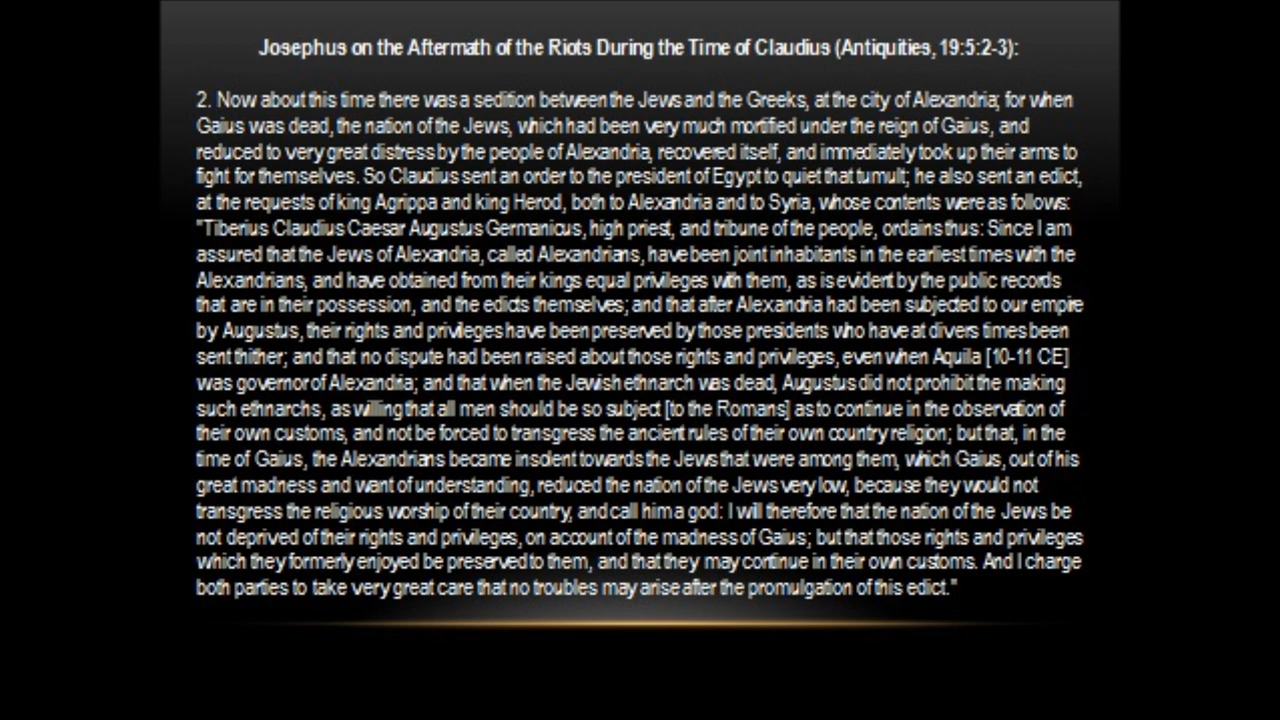 Josephus on the Aftermath of the Riots During the Time of Claudius (Antiquities, 19:5:2-3):
2. Now about this time there was a sedition between the Jews and the Greeks, at the city of Alexandria; for when
Gaius was dead, the nation of the Jews, which had been very much mortified under the reign of Gaius, and
reduced to very great distress by the people of Alexandria, recovered itself, and immediately took up their arms to
fight for themselves. So Claudius sent an order to the president of Egypt to quiet that tumult; he also sent an edict,
at the requests of king Agrippa and king Herod, both to Alexandria and to Syria, whose contents were as follows:
"Tiberius Claudius Caesar Augustus Germanicus, high priest, and tribune of the people, ordains thus: Since I am
assured that the Jews of Alexandria, called Alexandrians, have been joint inhabitants in the earliest times with the
Alexandrians, and have obtained from their kings equal privileges with them, as is evident by the public records
that are in their possession, and the edicts themselves; and that after Alexandria had been subjected to our empire
by Augustus, their rights and privileges have been preserved by those presidents who have at divers times been
sent thither; and that no dispute had been raised about those rights and privileges, even when Aquila [10-11 CE]
was governor of Alexandria; and that when the Jewish ethnarch was dead, Augustus did not prohibit the making
such ethnarchs, as willing that all men should be so subject [to the Romans] as to continue in the observation of
their own customs, and not be forced to transgress the ancient rules of their own country religion; but that, in the
time of Gaius, the Alexandrians became insolent towards the Jews that were among them, which Gaius, out of his
great madness and want of understanding, reduced the nation of the Jews very low, because they would not
transgress the religious worship of their country, and call him a god: I will therefore that the nation of the Jews be
not deprived of their rights and privileges, on account of the madness of Gaius; but that those rights and privileges
which they formerly enjoyed be preserved to them, and that they may continue in their own customs. And I charge
both parties to take very great care that no troubles may arise after the promulgation of this edict."